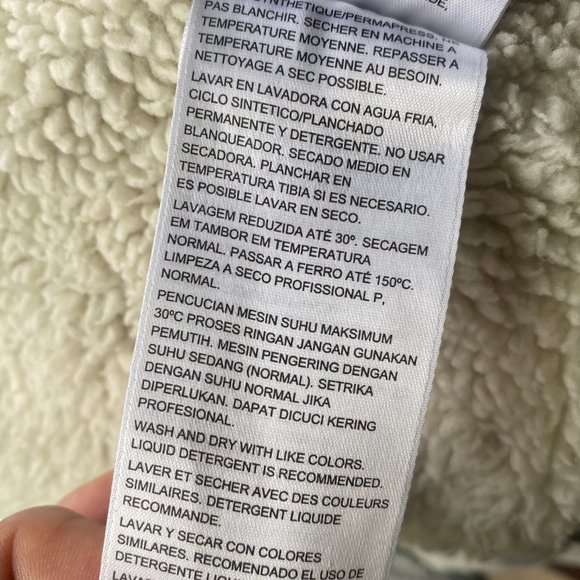 DE,
SYNTHÉTIQUE/PERMAPRESS.
PAS BLANCHIR. SECHER EN MACHINE A
TEMPERATURE MOYENNE. REPASSER A
TEMPERATURE MOYENNE AU BESOIN.
NETTOYAGE A SEC POSSIBLE.
LAVAR EN LAVADORA CON AGUA FRIA,
CICLO SINTETICO/PLANCHADO
PERMANENTE Y DETERGENTE. NO USAR
BLANQUEADOR. SECADO MEDIO EN
SECADORA. PLANCHAR EN
TEMPERATURA TIBIA SI ES NECESARIO.
ES POSIBLE LAVAR EN SECO.
LAVAGEM REDUZIDA ATÉ 30º. SECAGEM
EM TAMBOR EM TEMPERATURA
NORMAL. PASSAR A FERRO ATÉ 150ºC.
LIMPEZA A SECO PROFISSIONAL P,
NORMAL.
PENCUCIAN MESIN SUHU MAKSIMUM
30ºC PROSES RINGAN JANGAN GUNAKAN
PEMUTIH. MESIN PENGERING DENGAN
SUHU SEDANG (NORMAL). SETRIKA
DENGAN SUHU NORMAL JIKA
DIPERLUKAN. DAPAT DICUCI KERING
PROFESIONAL.
WASH AND DRY WITH LIKE COLORS.
LIQUID DETERGENT IS RECOMMENDED.
LAVER ET SECHER AVEC DES COULEURS
SIMILAIRES. DETERGENT LIQUIDE
RECOMMANDE.
LAVAR Y SECAR CON COLORES
SIMILARES. RECOMENDADO EL USO DE
DETERGENTE LIQUIDO